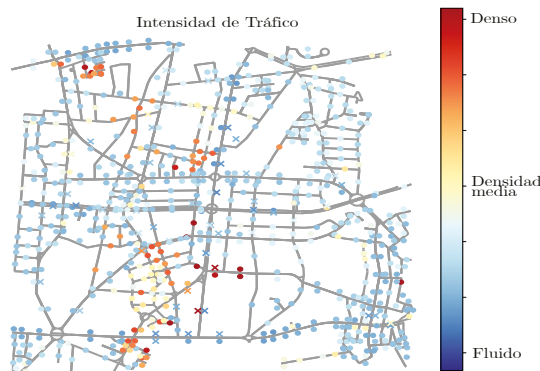 Intensidad de Tráfico
Denso
Densidad
media
Fluido